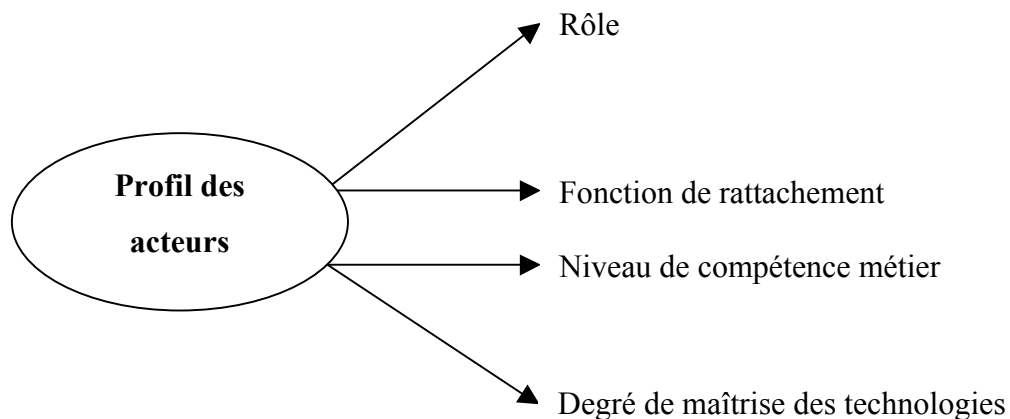 Rôle
Profil des
acteurs
Fonction de rattachement
Niveau de compétence métier
Degré de maîtrise des technologies